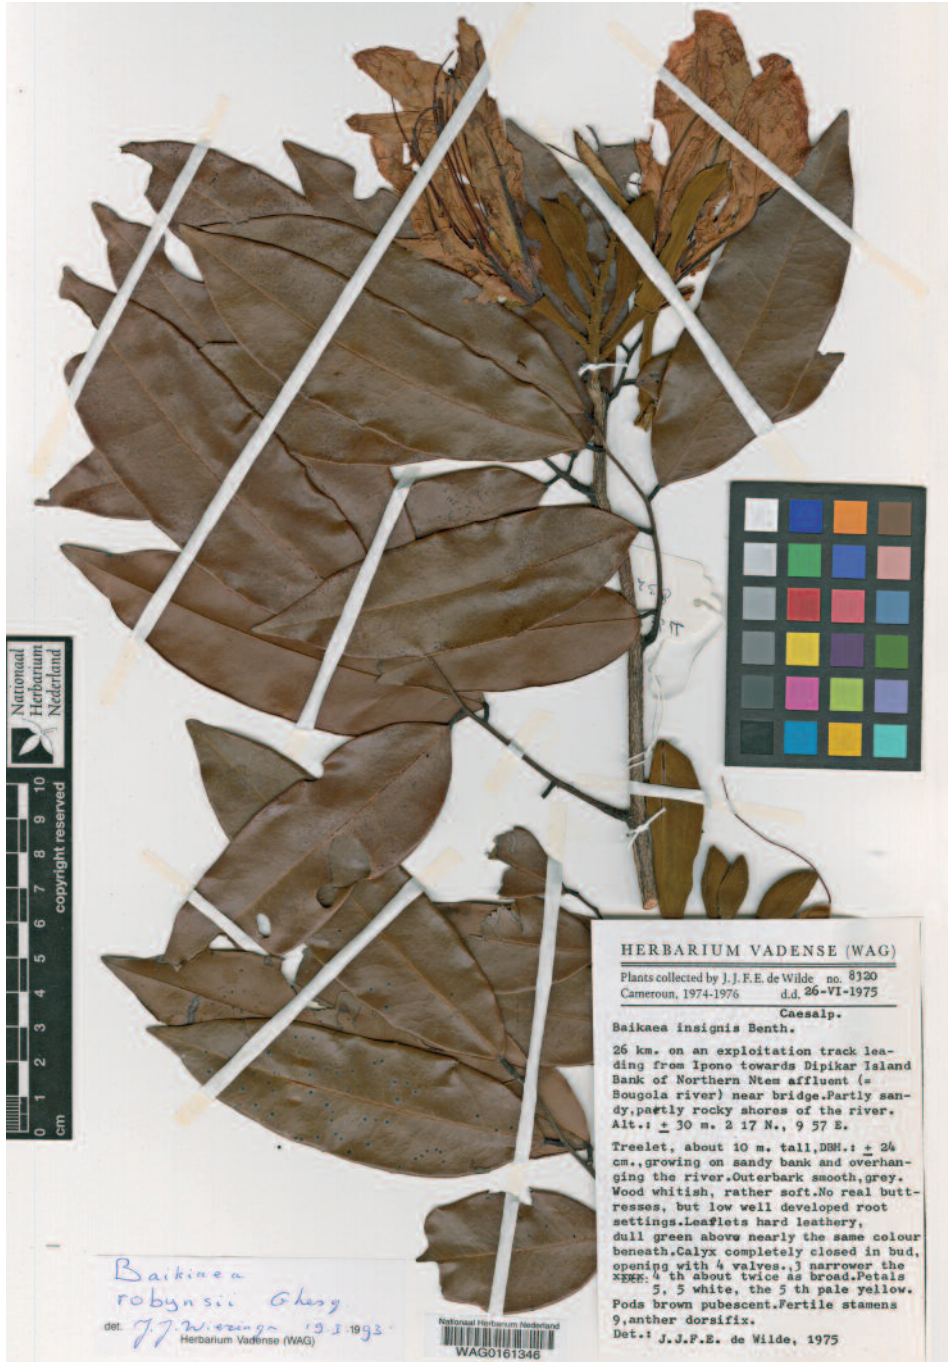 Nationaal
Herbarium
Nederland
10
9
8
7
6
5
4
3
2
1
0
cm
copyright reserved
HERBARIUM VADENSE (WAG)
Plants collected by J. J. F. E. de Wilde no. 8320
Cameroun, 1974-1976 d.d. 26-VI-1975
Caesalp.
Baikaea insignis Benth.
26 km. on an exploitation track lea-
ding from Ipono towards Dipikar Island
Bank of Northern Ntem affluent (=
Bougola river) near bridge.Partly san-
dy,partly rocky shores of the river.
Alt.: ± 30 m. 2 17 N., 9 57 E.
Treelet, about 10 m. tall,DBH.: ± 24
cm.,growing on sandy bank and overhan-
ging the river.Outerbark smooth,grey.
Wood whitish, rather soft.No real butt-
resses, but low well developed root
settings.Leaflets hard leathery,
dull green above nearly the same colour
beneath.Calyx completely closed in bud,
opening with 4 valves.,3 narrower the
4 th about twice as broad.Petals
5, 5 white, the 5 th pale yellow.
Pods brown pubescent.Fertile stamens
9,anther dorsifix.
Det.: J.J.F.E. de Wilde, 1975
Baikiaea
robynsii Ghesq
det. J.J. Wieringa 19.3.1993
Herbarium Vadense (WAG)
Nationaal Herbarium Nederland
WAG0161346